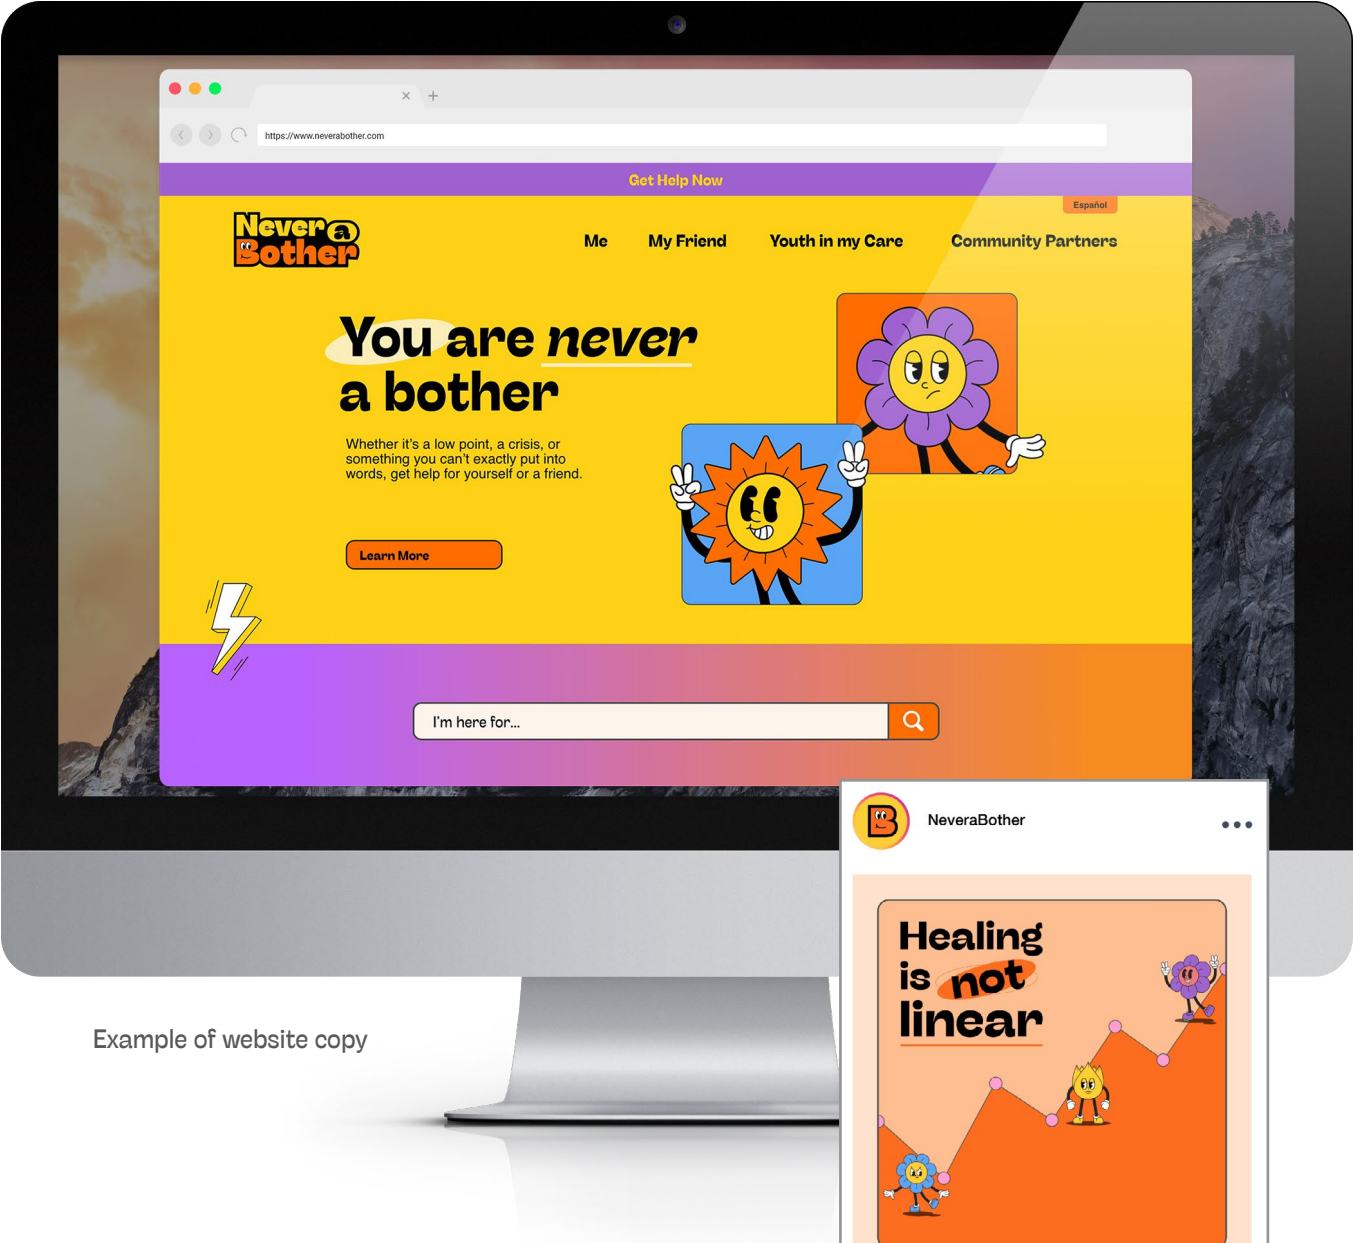 https://www.neverabother.com
Get Help Now
Español
Never a
Bother
Me My Friend Youth in my Care Community Partners
You are never
a bother
Whether it's a low point, a crisis, or
something you can't exactly put into
words, get help for yourself or a friend.
Learn More
I'm here for...
B NeveraBother
Healing
is not
linear
Example of website copy